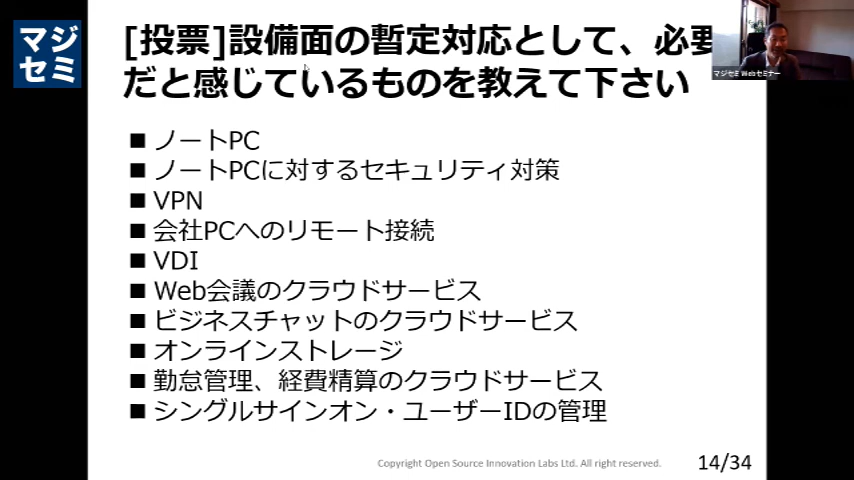 マジ
セミ
[投票]設備面の暫定対応として、必要
だと感じているものを教えて下さい
マジセミ Webセミナー
■ ノートPC
■ ノートPCに対するセキュリティ対策
■ VPN
■ 会社PCへのリモート接続
■ VDI
■ Web会議のクラウドサービス
■ ビジネスチャットのクラウドサービス
■ オンラインストレージ
■ 勤怠管理、経費精算のクラウドサービス
■ シングルサインオン・ユーザーIDの管理
Copyright Open Source Innovation Labs Ltd. All right reserved.
14/34